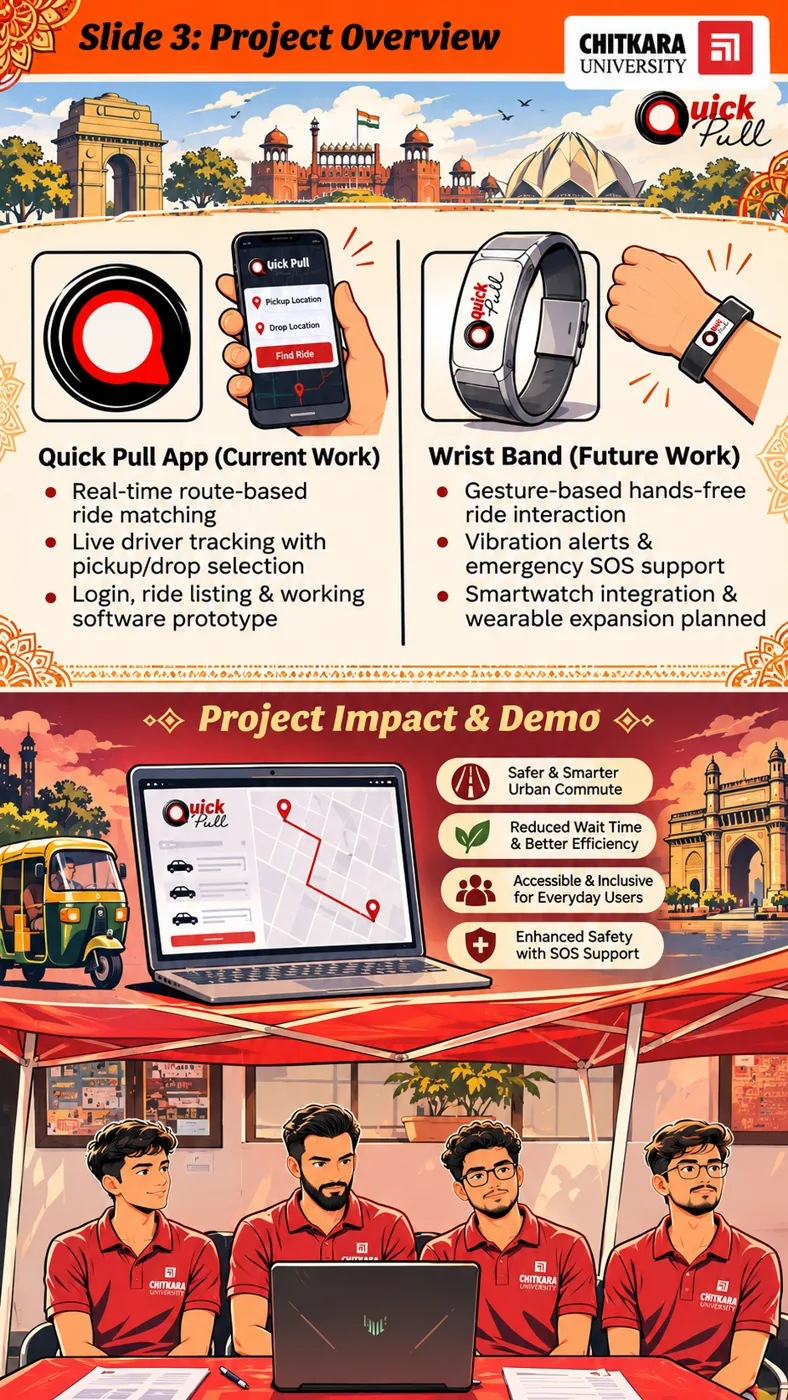 Slide 3: Project Overview
CHITKARA
UNIVERSITY
Quick
Pull
Quick Pull
Pickup Location
Drop Location
Find Ride
quick
Pull
quick
Pull
Quick Pull App (Current Work)
Real-time route-based
ride matching
Live driver tracking with
pickup/drop selection
Login, ride listing & working
software prototype
Wrist Band (Future Work)
Gesture-based hands-free
ride interaction
Vibration alerts &
emergency SOS support
Smartwatch integration &
wearable expansion planned
Project Impact & Demo
Quick
Pull
Safer & Smarter
Urban Commute
Reduced Wait Time
& Better Efficiency
Accessible & Inclusive
for Everyday Users
Enhanced Safety
with SOS Support
CHITKARA
UNIVERSITY
CHITKARA
CHITKARA
UNIVERSITY
CHITKARA
UNIVERSITY